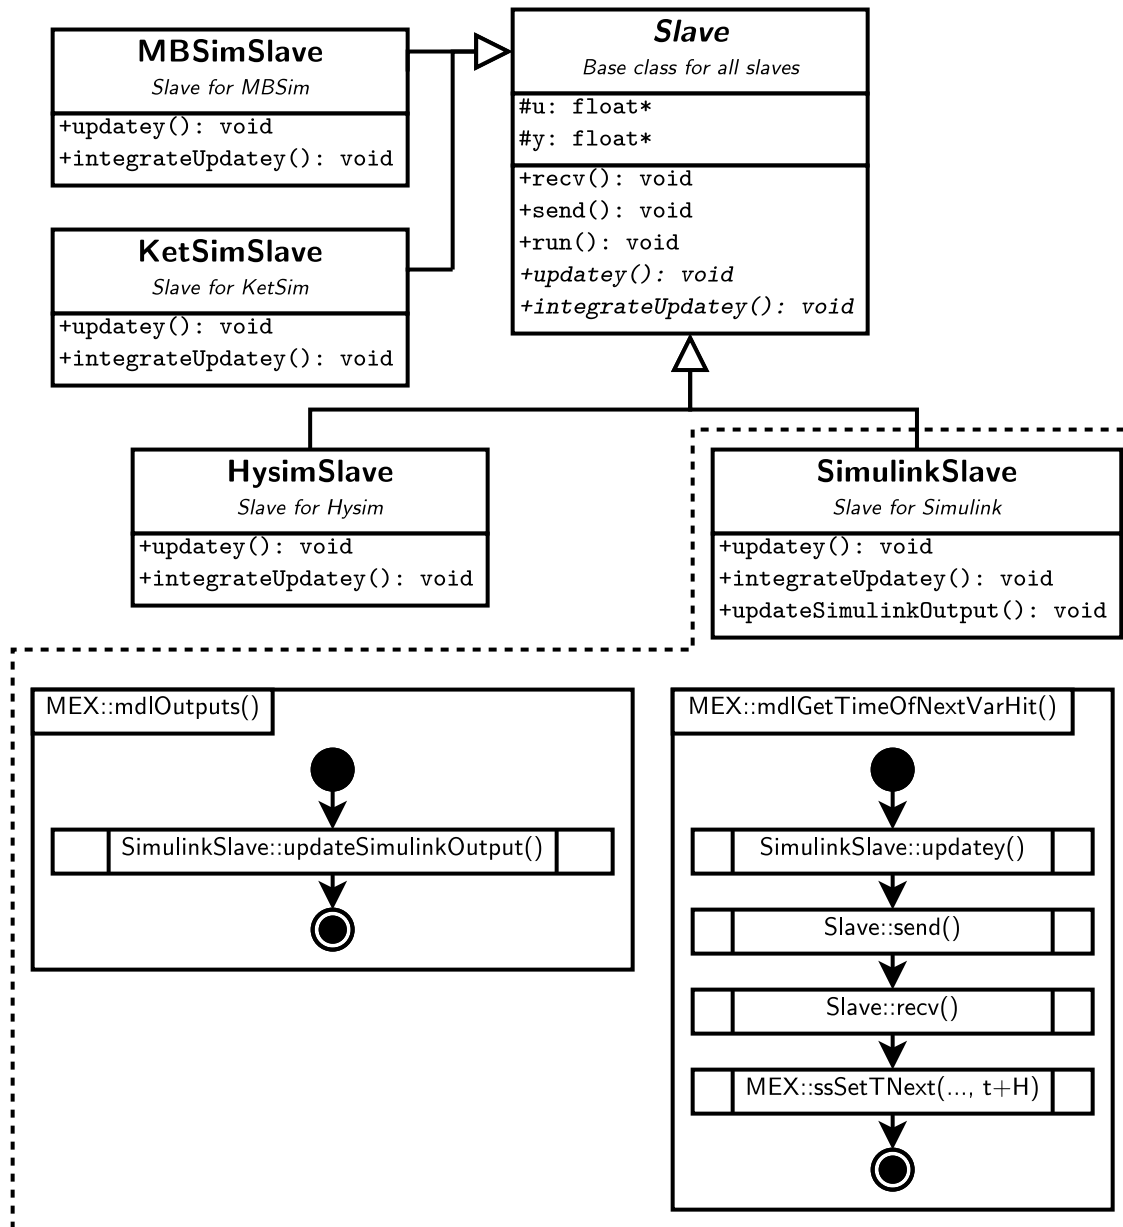 MBSimSlave
Slave for MBSim
+updatey(): void
+integrateUpdatey(): void
Slave
Base class for all slaves
#u: float*
#y: float*
+recv(): void
+send(): void
+run(): void
+updatey(): void
+integrateUpdatey(): void
KetSimSlave
Slave for KetSim
+updatey(): void
+integrateUpdatey(): void
HysimSlave
Slave for Hysim
+updatey(): void
+integrateUpdatey(): void
SimulinkSlave
Slave for Simulink
+updatey(): void
+integrateUpdatey(): void
+updateSimulinkOutput(): void
MEX::mdlOutputs()
SimulinkSlave::updateSimulinkOutput()
MEX::mdlGetTimeOfNextVarHit()
SimulinkSlave::updatey()
Slave::send()
Slave::recv()
MEX::ssSetTNext(..., t+H)